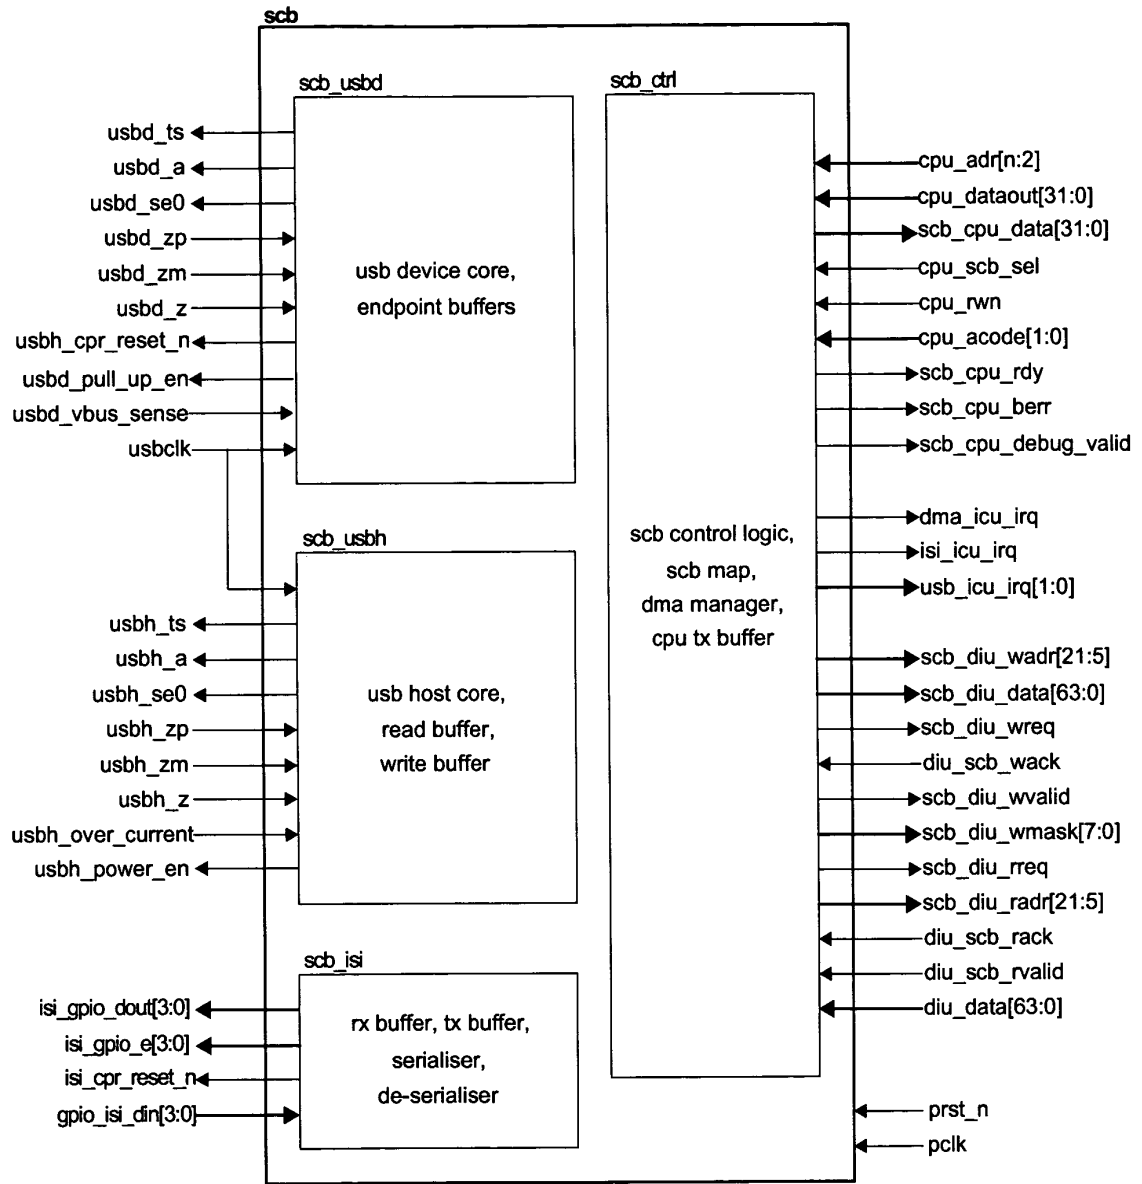 scb
scb_usbd
usbd_ts
usbd_a
usbd_se0
usbd_zp
usbd_zm
usbd_z
usbh_cpr_reset_n
usbd_pull_up_en
usbd_vbus_sense
usbclk
usb device core,
endpoint buffers
scb_usbh
usbh_ts
usbh_a
usbh_se0
usbh_zp
usbh_zm
usbh_z
usbh_over_current
usbh_power_en
usb host core,
read buffer,
write buffer
scb_isi
isi_gpio_dout[3:0]
isi_gpio_e[3:0]
isi_cpr_reset_n
gpio_isi_din[3:0]
rx buffer, tx buffer,
serialiser,
de-serialiser
scb_ctrl
scb control logic,
scb map,
dma manager,
cpu tx buffer
cpu_adr[n:2]
cpu_dataout[31:0]
scb_cpu_data[31:0]
cpu_scb_sel
cpu_rwn
cpu_acode[1:0]
scb_cpu_rdy
scb_cpu_berr
scb_cpu_debug_valid
dma_icu_irq
isi_icu_irq
usb_icu_irq[1:0]
scb_diu_wadr[21:5]
scb_diu_data[63:0]
scb_diu_wreq
diu_scb_wack
scb_diu_wvalid
scb_diu_wmask[7:0]
scb_diu_rreq
scb_diu_radr[21:5]
diu_scb_rack
diu_scb_rvalid
diu_data[63:0]
prst_n
pclk